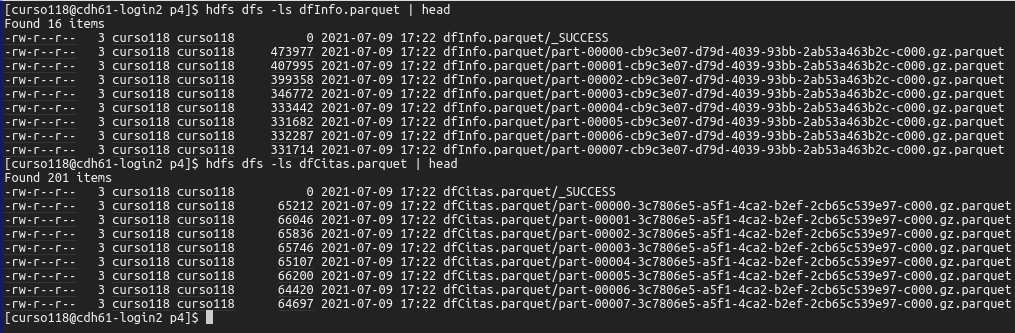 [curso118@cdh61-login2 p4]$ hdfs dfs -ls dfInfo.parquet | head
Found 16 items
-rw-r--r-- 3 curso118 curso118 0 2021-07-09 17:22 dfInfo.parquet/_SUCCESS
-rw-r--r-- 3 curso118 curso118 473977 2021-07-09 17:22 dfInfo.parquet/part-00000-cb9c3e07-d79d-4039-93bb-2ab53a463b2c-c000.gz.parquet
-rw-r--r-- 3 curso118 curso118 407995 2021-07-09 17:22 dfInfo.parquet/part-00001-cb9c3e07-d79d-4039-93bb-2ab53a463b2c-c000.gz.parquet
-rw-r--r-- 3 curso118 curso118 399358 2021-07-09 17:22 dfInfo.parquet/part-00002-cb9c3e07-d79d-4039-93bb-2ab53a463b2c-c000.gz.parquet
-rw-r--r-- 3 curso118 curso118 346772 2021-07-09 17:22 dfInfo.parquet/part-00003-cb9c3e07-d79d-4039-93bb-2ab53a463b2c-c000.gz.parquet
-rw-r--r-- 3 curso118 curso118 333442 2021-07-09 17:22 dfInfo.parquet/part-00004-cb9c3e07-d79d-4039-93bb-2ab53a463b2c-c000.gz.parquet
-rw-r--r-- 3 curso118 curso118 331682 2021-07-09 17:22 dfInfo.parquet/part-00005-cb9c3e07-d79d-4039-93bb-2ab53a463b2c-c000.gz.parquet
-rw-r--r-- 3 curso118 curso118 332287 2021-07-09 17:22 dfInfo.parquet/part-00006-cb9c3e07-d79d-4039-93bb-2ab53a463b2c-c000.gz.parquet
-rw-r--r-- 3 curso118 curso118 331714 2021-07-09 17:22 dfInfo.parquet/part-00007-cb9c3e07-d79d-4039-93bb-2ab53a463b2c-c000.gz.parquet
[curso118@cdh61-login2 p4]$ hdfs dfs -ls dfCitas.parquet | head
Found 201 items
-rw-r--r-- 3 curso118 curso118 0 2021-07-09 17:22 dfCitas.parquet/_SUCCESS
-rw-r--r-- 3 curso118 curso118 65212 2021-07-09 17:22 dfCitas.parquet/part-00000-3c7806e5-a5f1-4ca2-b2ef-2cb65c539e97-c000.gz.parquet
-rw-r--r-- 3 curso118 curso118 66046 2021-07-09 17:22 dfCitas.parquet/part-00001-3c7806e5-a5f1-4ca2-b2ef-2cb65c539e97-c000.gz.parquet
-rw-r--r-- 3 curso118 curso118 65836 2021-07-09 17:22 dfCitas.parquet/part-00002-3c7806e5-a5f1-4ca2-b2ef-2cb65c539e97-c000.gz.parquet
-rw-r--r-- 3 curso118 curso118 65746 2021-07-09 17:22 dfCitas.parquet/part-00003-3c7806e5-a5f1-4ca2-b2ef-2cb65c539e97-c000.gz.parquet
-rw-r--r-- 3 curso118 curso118 65107 2021-07-09 17:22 dfCitas.parquet/part-00004-3c7806e5-a5f1-4ca2-b2ef-2cb65c539e97-c000.gz.parquet
-rw-r--r-- 3 curso118 curso118 66200 2021-07-09 17:22 dfCitas.parquet/part-00005-3c7806e5-a5f1-4ca2-b2ef-2cb65c539e97-c000.gz.parquet
-rw-r--r-- 3 curso118 curso118 64420 2021-07-09 17:22 dfCitas.parquet/part-00006-3c7806e5-a5f1-4ca2-b2ef-2cb65c539e97-c000.gz.parquet
-rw-r--r-- 3 curso118 curso118 64697 2021-07-09 17:22 dfCitas.parquet/part-00007-3c7806e5-a5f1-4ca2-b2ef-2cb65c539e97-c000.gz.parquet
[curso118@cdh61-login2 p4]$